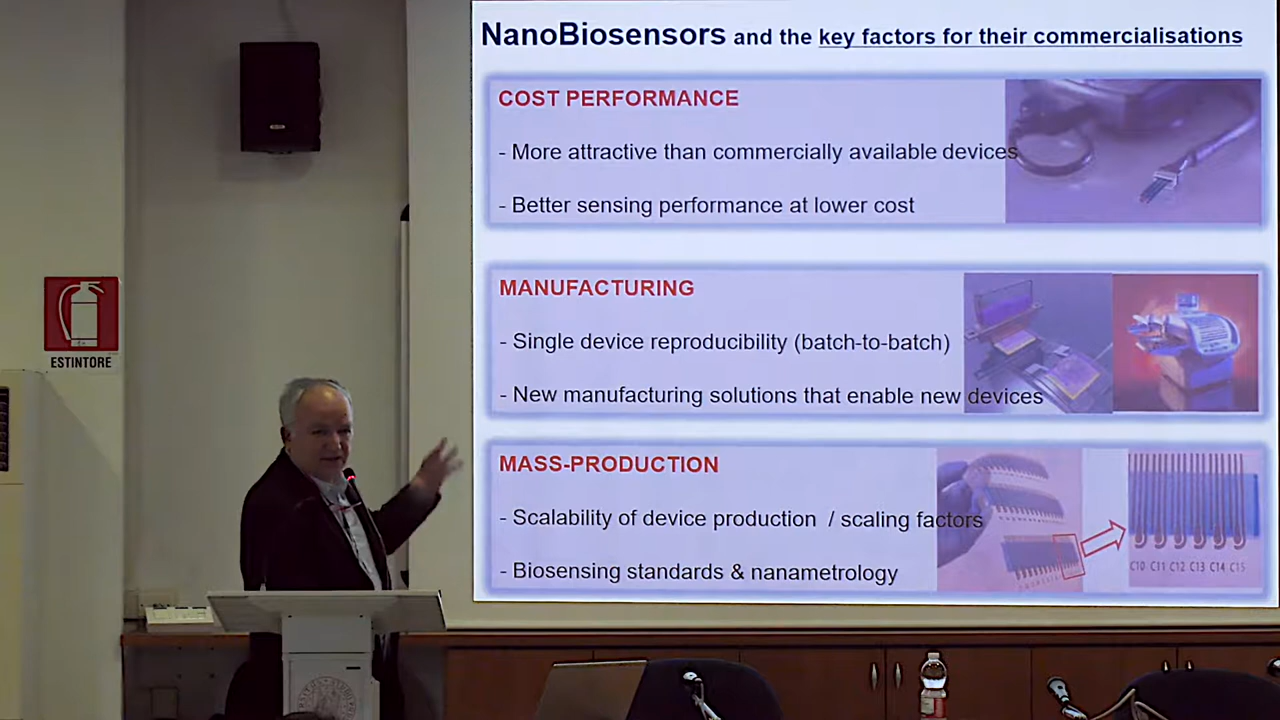 NanoBiosensors and the key factors for their commercialisations
COST PERFORMANCE
- More attractive than commercially available devices
- Better sensing performance at lower cost
MANUFACTURING
- Single device reproducibility (batch-to-batch)
- New manufacturing solutions that enable new devices
MASS-PRODUCTION
- Scalability of device production / scaling factors
- Biosensing standards & nanametrology
C10 C11 C12 C13 C14 C15
ESTINTORE